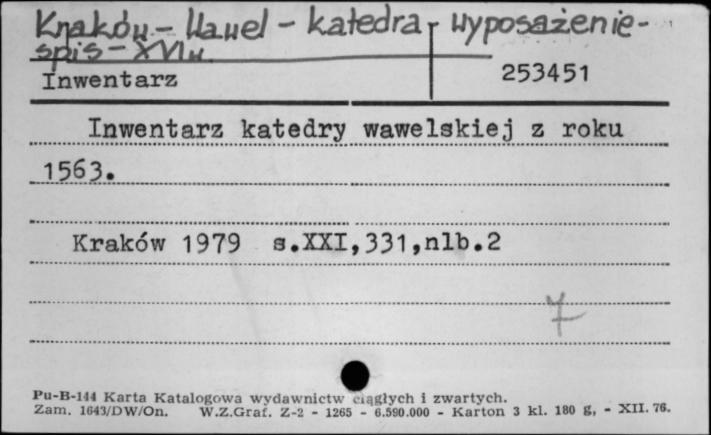 Kraków - Wawel - katedra - wyposażenie -
spis - XVI w.
Inwentarz 253451
Inwentarz katedry wawelskiej z roku
1563.
Kraków 1979 s.XXI,331,nlb.2
7
Pu-B-144 Karta Katalogowa wydawnictw ciągłych i zwartych.
Zam. 1643/DW/On. W.Z.Graf. Z-2 - 1265 - 6.590.000 - Karton 3 kl. 180 g, - XII. 76.